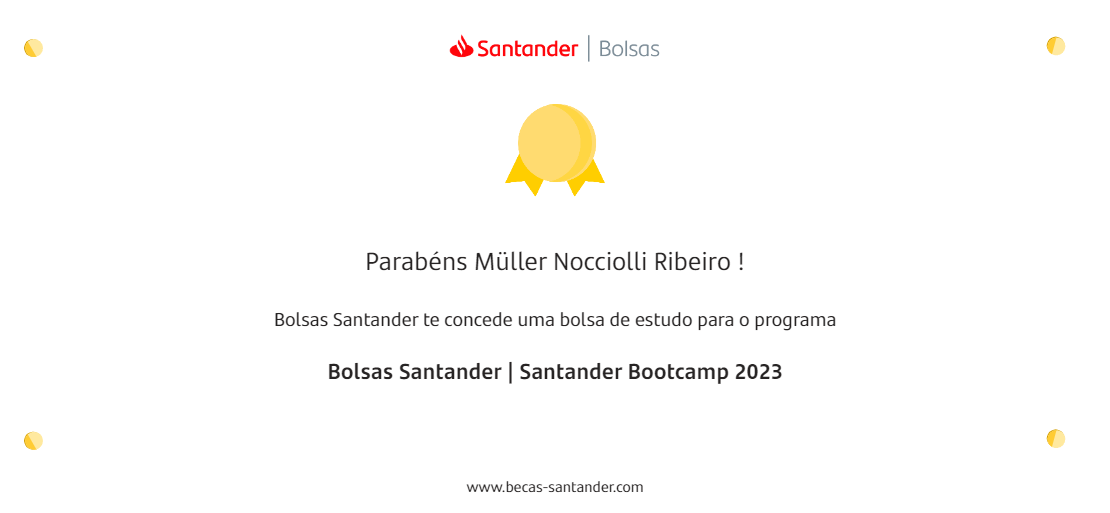 Santander | Bolsas
Parabéns Müller Nocciolli Ribeiro !
Bolsas Santander te concede uma bolsa de estudo para o programa
Bolsas Santander | Santander Bootcamp 2023
www.becas-santander.com